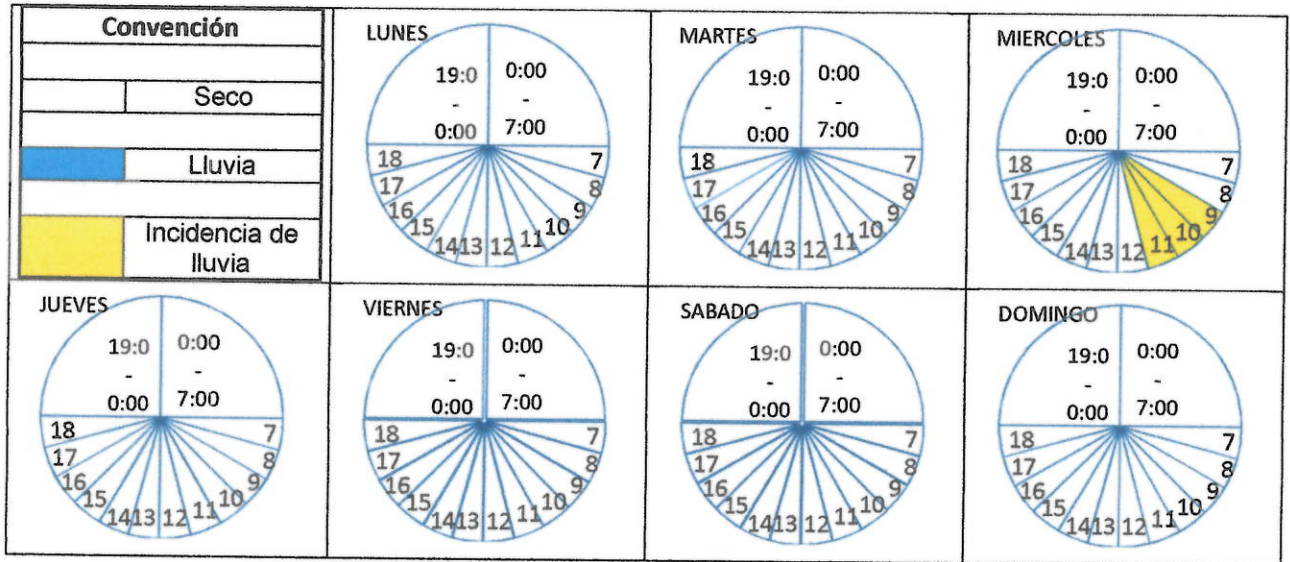 Convención
Seco
Lluvia
Incidencia de
lluvia
LUNES
19:0 0:00
- -
0:00 7:00
18 7
17 8
16 9
15 10
14 13 12 11
MARTES
19:0 0:00
- -
0:00 7:00
18 7
17 8
16 9
15 10
14 13 12 11
MIERCOLES
19:0 0:00
- -
0:00 7:00
18 7
17 8
16 9
15 10
14 13 12 11
JUEVES
19:0 0:00
- -
0:00 7:00
18 7
17 8
16 9
15 10
14 13 12 11
VIERNES
19:0 0:00
- -
0:00 7:00
18 7
17 8
16 9
15 10
14 13 12 11
SABADO
19:0 0:00
- -
0:00 7:00
18 7
17 8
16 9
15 10
14 13 12 11
DOMINGO
19:0 0:00
- -
0:00 7:00
18 7
17 8
16 9
15 10
14 13 12 11